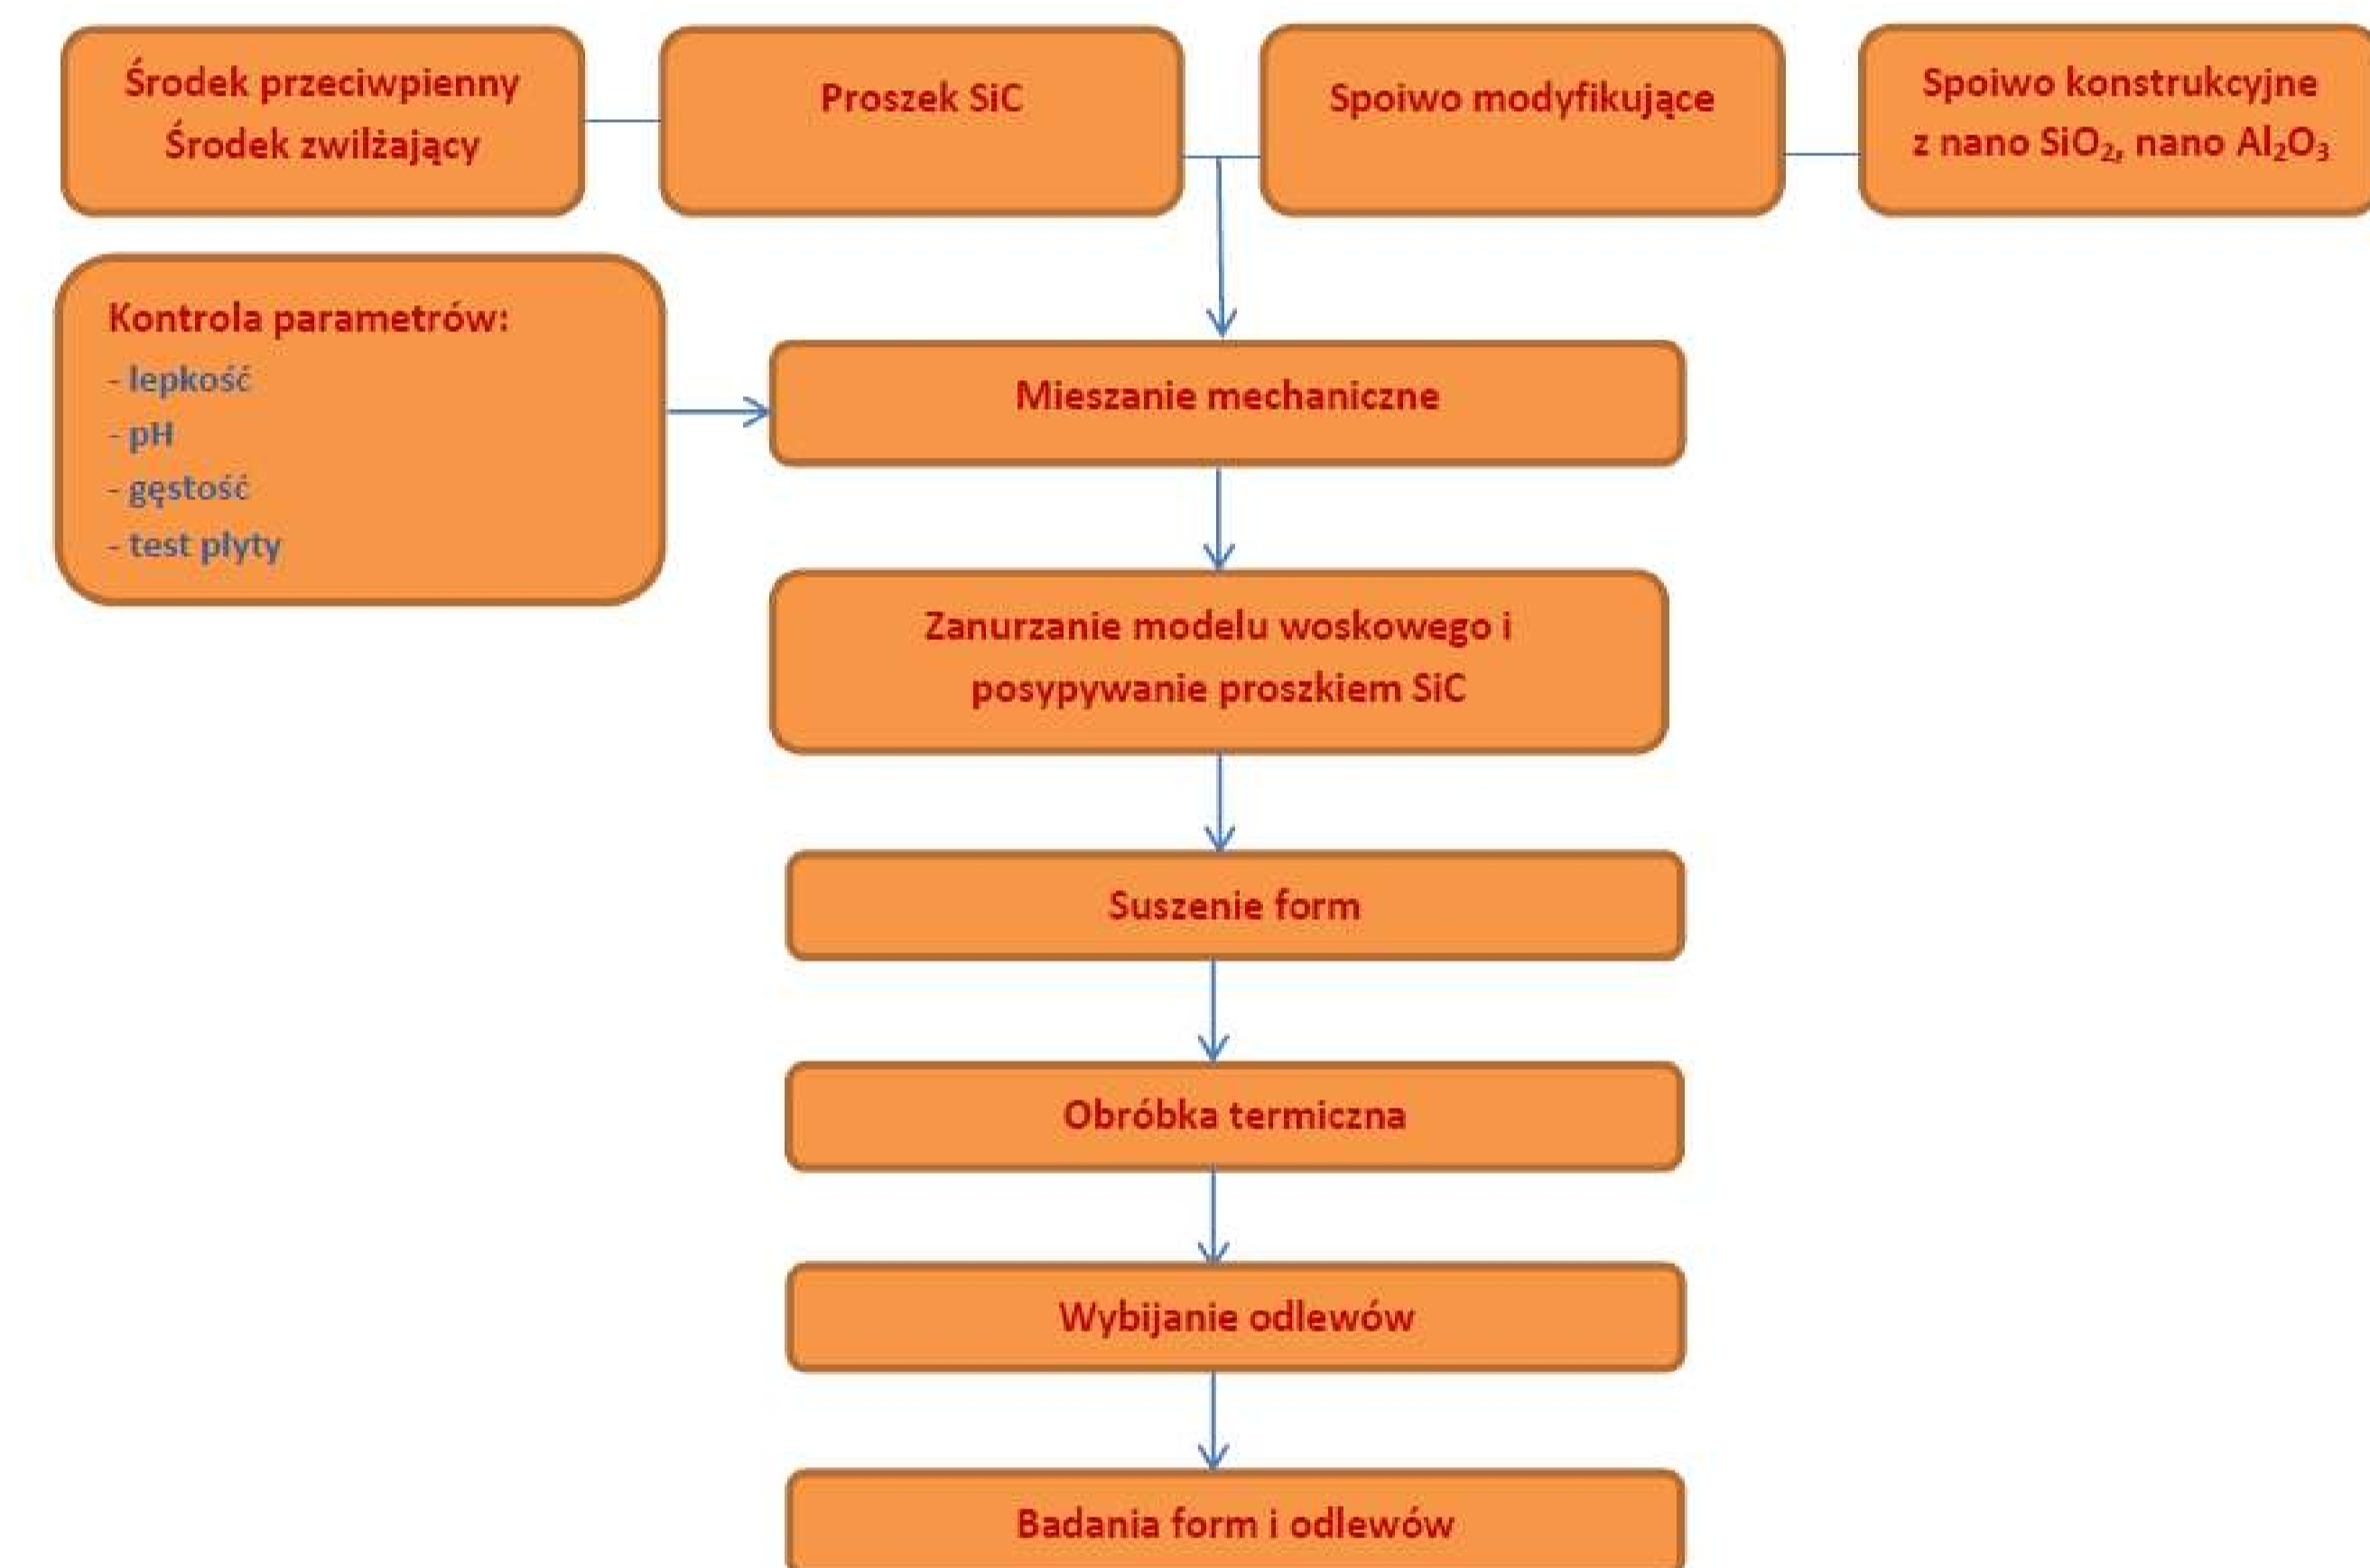 Środek przeciwpienny
Środek zwilżający
Proszek SiC
Spoiwo modyfikujące
Spoiwo konstrukcyjne
z nano SiO₂, nano Al₂O₃
Kontrola parametrów:
- lepkość
- pH
- gęstość
- test płyty
Mieszanie mechaniczne
Zanurzanie modelu woskowego i
posypywanie proszkiem SiC
Suszenie form
Obróbka termiczna
Wybijanie odlewów
Badania form i odlewów